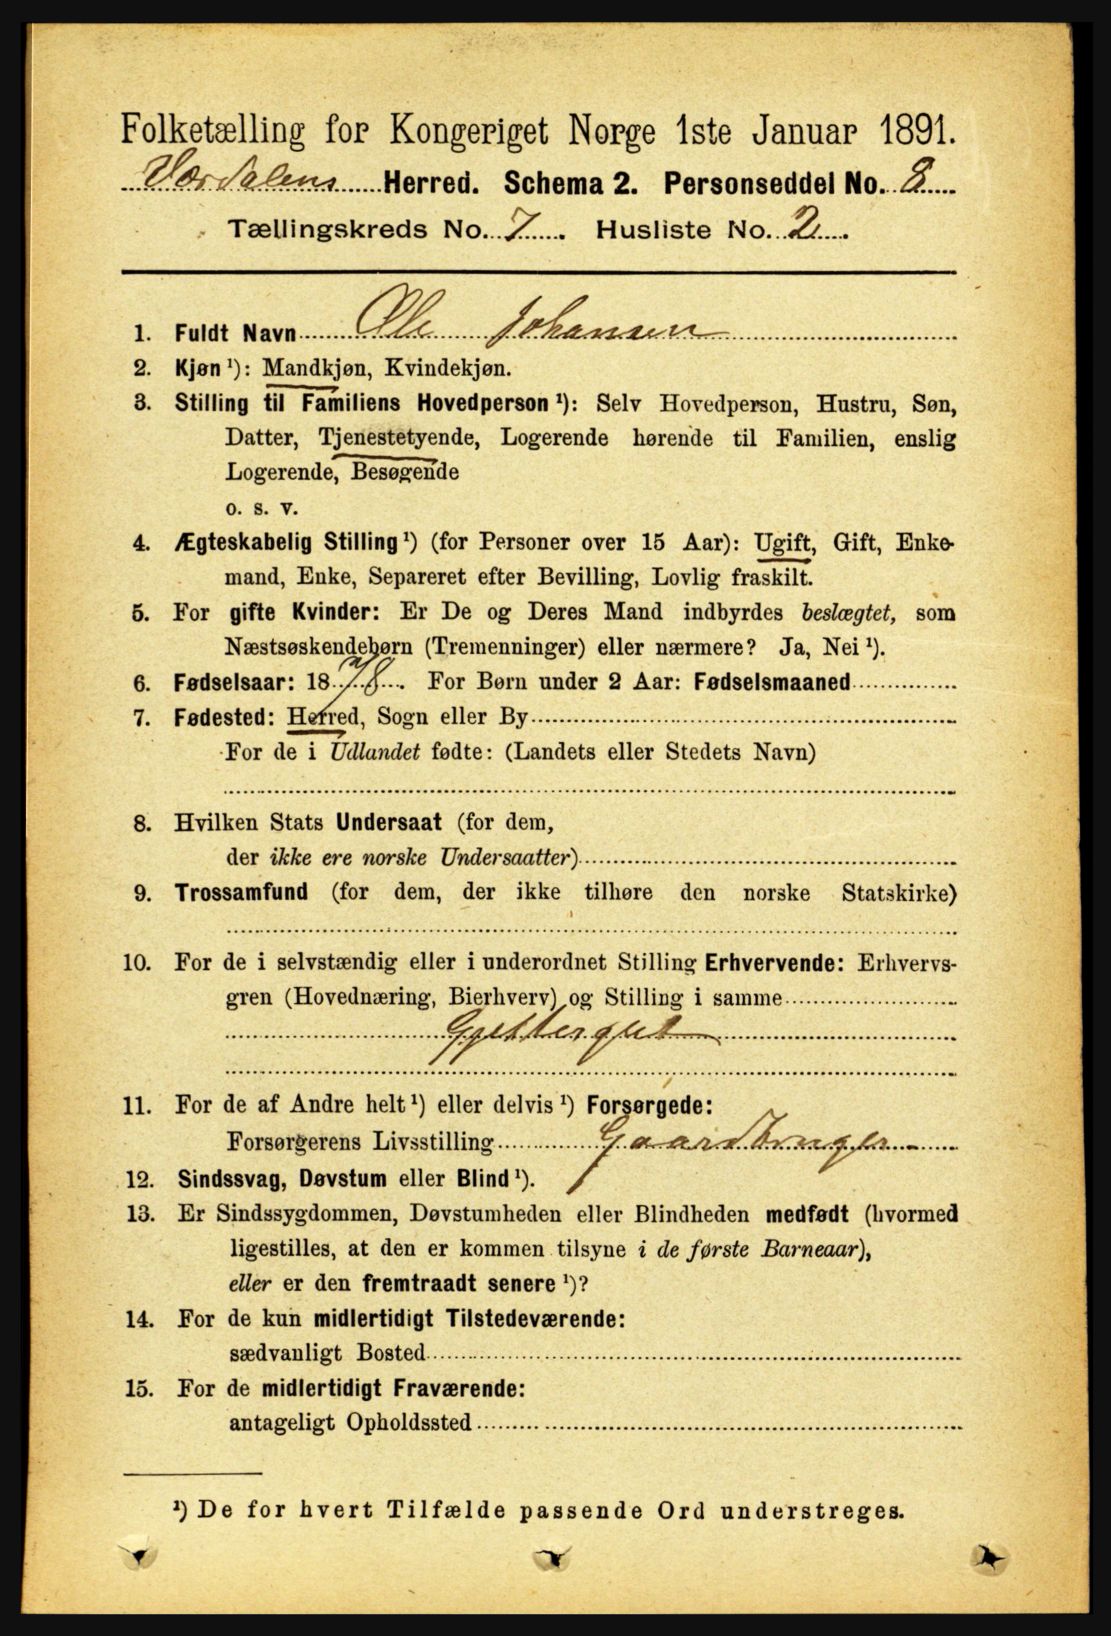 Folketælling for Kongeriget Norge 1ste Januar 1891.
Værdalens Herred. Schema 2. Personseddel No. 8
Tællingskreds No. 7. Husliste No. 2.
1. Fuldt Navn Ole Johansen
2. Kjøn ¹): Mandkjøn, Kvindekjøn.
3. Stilling til Familiens Hovedperson ¹): Selv Hovedperson, Hustru, Søn,
Datter, Tjenestetyende, Logerende hørende til Familien, enslig
Logerende, Besøgende
o. s. v.
4. Ægteskabelig Stilling ¹) (for Personer over 15 Aar): Ugift, Gift, Enke-
mand, Enke, Separeret efter Bevilling, Lovlig fraskilt.
5. For gifte Kvinder: Er De og Deres Mand indbyrdes beslægtet, som
Næstsøskendebørn (Tremenninger) eller nærmere? Ja, Nei ¹).
6. Fødselsaar: 1878. For Børn under 2 Aar: Fødselsmaaned
7. Fødested: Herred, Sogn eller By
For de i Udlandet fødte: (Landets eller Stedets Navn)
8. Hvilken Stats Undersaat (for dem,
der ikke ere norske Undersaatter)
9. Trossamfund (for dem, der ikke tilhøre den norske Statskirke)
10. For de i selvstændig eller i underordnet Stilling Erhvervende: Erhvervs-
gren (Hovednæring, Bierhverv) og Stilling i samme
Gjettergut
11. For de af Andre helt ¹) eller delvis ¹) Forsørgede:
Forsørgerens Livsstilling Gaardbruger
12. Sindssvag, Døvstum eller Blind ¹).
13. Er Sindssygdommen, Døvstumheden eller Blindheden medfødt (hvormed
ligestilles, at den er kommen tilsyne i de første Barneaar),
eller er den fremtraadt senere ¹)?
14. For de kun midlertidigt Tilstedeværende:
sædvanligt Bosted
15. For de midlertidigt Fraværende:
antageligt Opholdssted
¹) De for hvert Tilfælde passende Ord understreges.